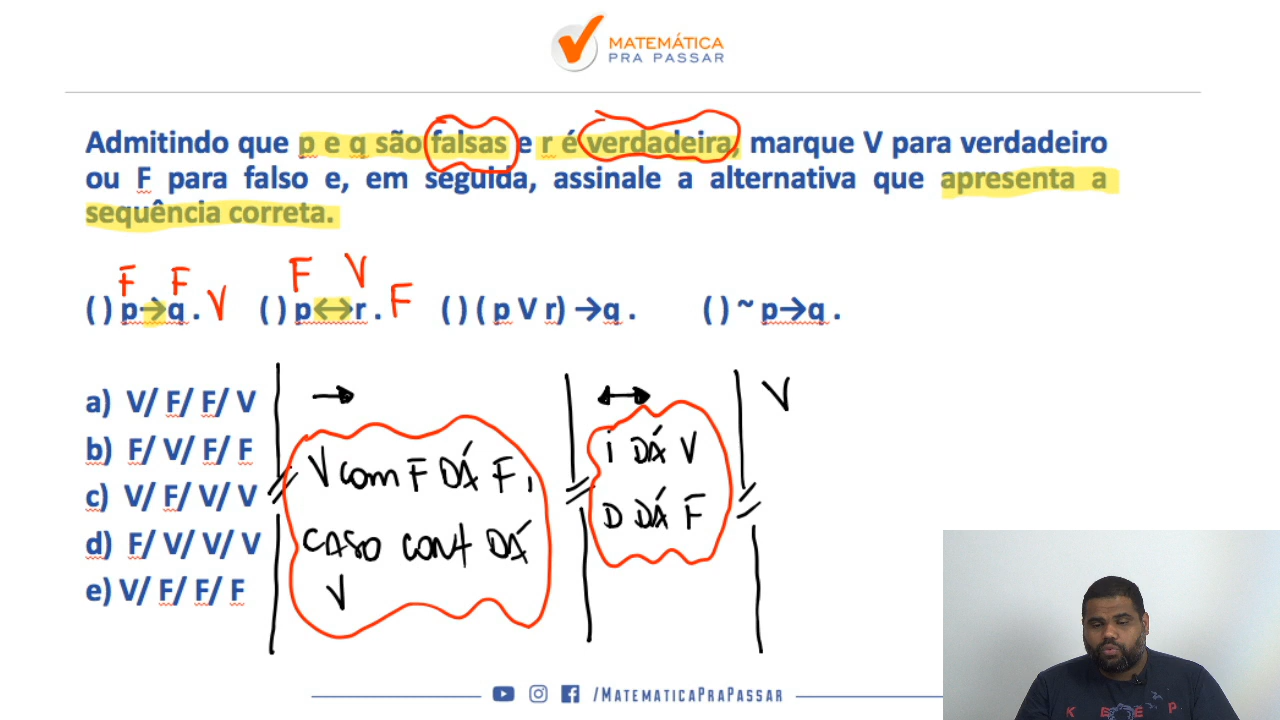 MATEMÁTICA
PRA PASSAR
Admitindo que p e q são falsas e r é verdadeira, marque V para verdadeiro
ou F para falso e, em seguida, assinale a alternativa que apresenta a
sequência correta.
F F F V
( ) p→q . V ( ) p↔r . F ( ) ( p V r) →q . ( ) ~ p→q .
a) V/ F/ F/ V
b) F/ V/ F/ F
c) V/ F/ V/ V
d) F/ V/ V/ V
e) V/ F/ F/ F
→
V com F DÁ F,
CASO CONT DÁ
V
↔
i DÁ V
D DÁ F
V
/MATEMATICAPRAPASSAR
K E E P